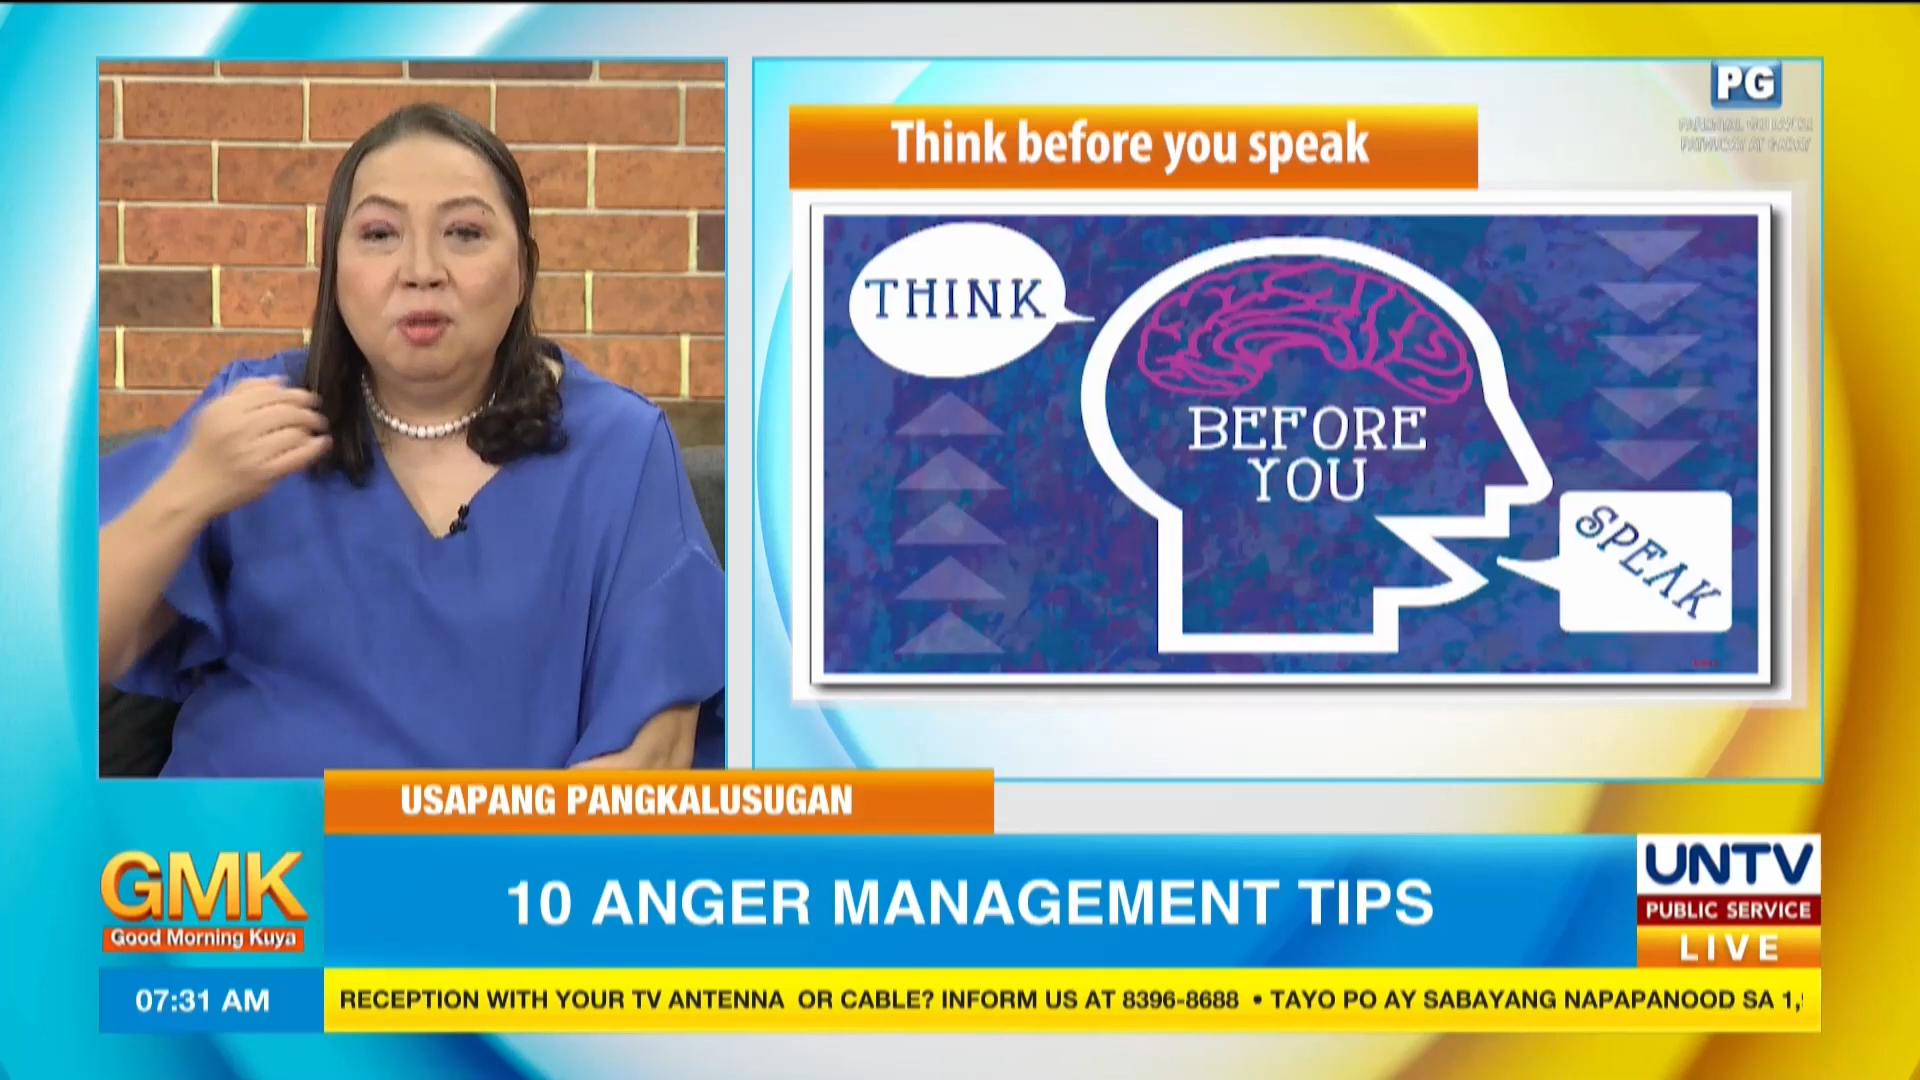 PG
Think before you speak
THINK
BEFORE
YOU
SPEAK
USAPANG PANGKALUSUGAN
GMK
Good Morning Kuya
10 ANGER MANAGEMENT TIPS
UNTV
PUBLIC SERVICE
LIVE
07:31 AM
RECEPTION WITH YOUR TV ANTENNA OR CABLE? INFORM US AT 8396-8688 • TAYO PO AY SABAYANG NAPAPANOOD SA 1,